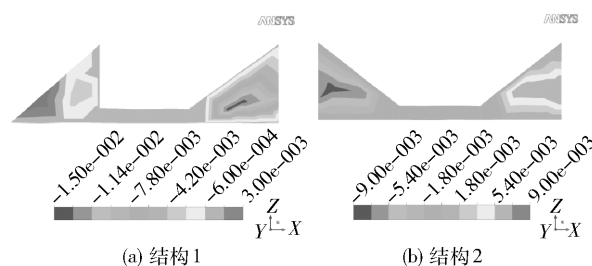 ANSYS
ANSYS
-1.50e-002
-1.14e-002
-7.80e-003
-4.20e-003
-6.00e-004
3.00e-003
Z
Y X
-9.00e-003
-5.40e-003
-1.80e-003
1.80e-003
5.40e-003
9.00e-003
Z
Y X
(a) 结构1
(b) 结构2